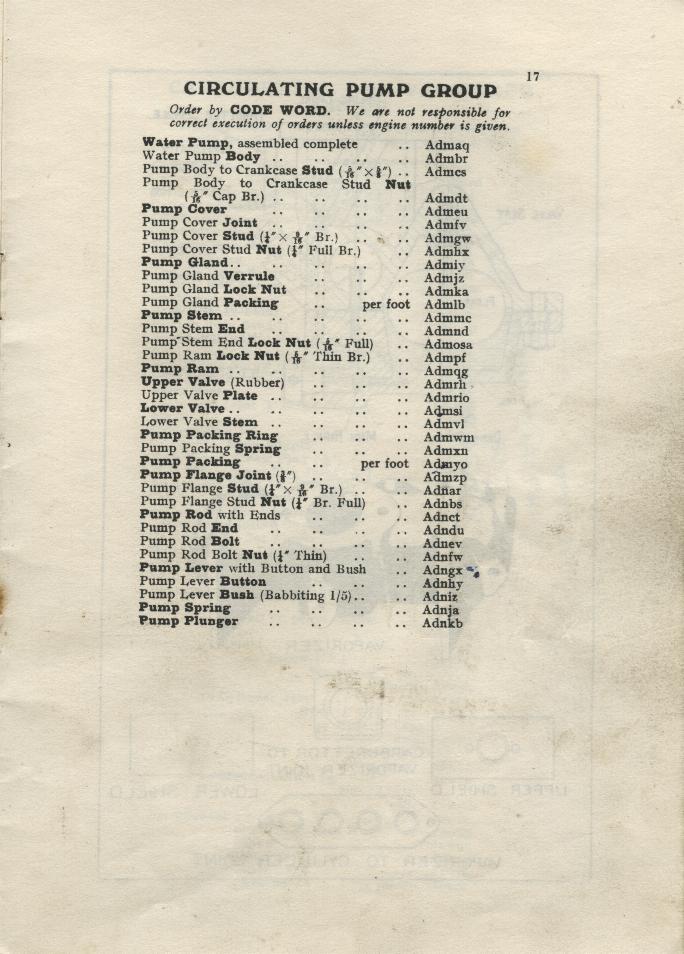 17
CIRCULATING PUMP GROUP
Order by CODE WORD. We are not responsible for
correct execution of orders unless engine number is given.
Water Pump, assembled complete .. Admaq
Water Pump Body .. .. .. .. Admbr
Pump Body to Crankcase Stud (5/16" × 5/8") .. Admcs
Pump Body to Crankcase Stud Nut
(5/16" Cap Br.) .. .. .. .. Admdt
Pump Cover .. .. .. Admeu
Pump Cover Joint .. .. .. .. Admfv
Pump Cover Stud (1/4" × 9/16" Br.) .. .. Admgw
Pump Cover Stud Nut (1/4" Full Br.) .. Admhx
Pump Gland .. .. .. .. .. Admiy
Pump Gland Verrule .. .. .. Admjz
Pump Gland Lock Nut .. .. .. Admka
Pump Gland Packing .. per foot Admlb
Pump Stem .. .. .. .. .. Admmc
Pump Stem End .. .. .. .. Admnd
Pump Stem End Lock Nut (5/16" Full) .. Admosa
Pump Ram Lock Nut (5/16" Thin Br.) .. Admpf
Pump Ram .. .. .. .. .. Admqg
Upper Valve (Rubber) .. .. .. Admrh
Upper Valve Plate .. .. .. .. Admrio
Lower Valve .. .. .. .. .. Admsi
Lower Valve Stem .. .. .. .. Admvl
Pump Packing Ring .. .. .. Admwm
Pump Packing Spring .. .. .. Admxn
Pump Packing .. .. per foot Admyo
Pump Flange Joint (3/8") .. .. .. Admzp
Pump Flange Stud (1/4" × 9/16" Br.) .. .. Adnar
Pump Flange Stud Nut (1/4" Br. Full) .. Adnbs
Pump Rod with Ends .. .. .. Adnct
Pump Rod End .. .. .. .. Adndu
Pump Rod Bolt .. .. .. .. Adnev
Pump Rod Bolt Nut (1/4" Thin) .. .. Adnfw
Pump Lever with Button and Bush .. Adngx
Pump Lever Button .. .. .. Adnhy
Pump Lever Bush (Babbiting 1/5) .. .. Adniz
Pump Spring .. .. .. .. Adnja
Pump Plunger .. .. .. .. Adnkb